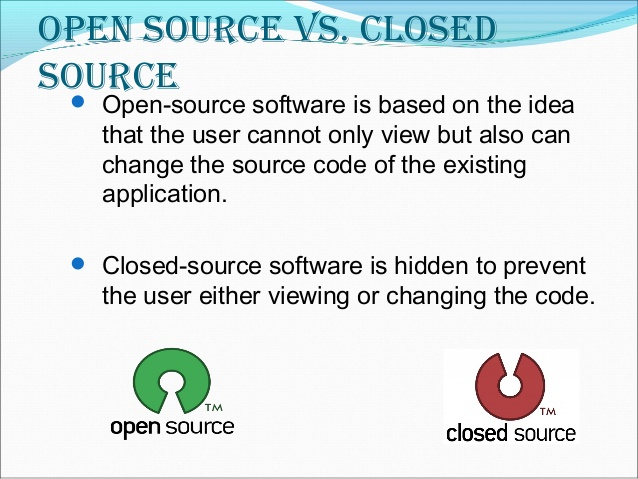 OPEN SOURCE VS. CLOSED
SOURCE
Open-source software is based on the idea
that the user cannot only view but also can
change the source code of the existing
application.
Closed-source software is hidden to prevent
the user either viewing or changing the code.
TM
open source
TM
closed source